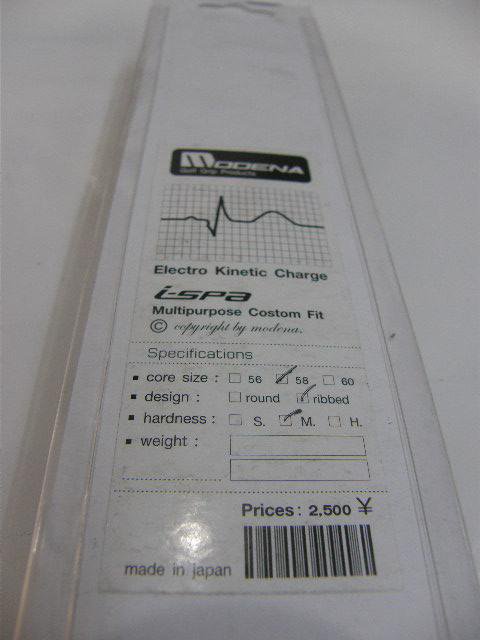 MODENA
Golf Grip Products
Electro Kinetic Charge
i-spa
Multipurpose Costom Fit
© copyright by modena.
Specifications
▪ core size : ☐ 56 ☑ 58 ☐ 60
▪ design : ☐ round ☑ ribbed
▪ hardness : ☐ S. ☑ M. ☐ H.
▪ weight :
Prices: 2,500 ¥
made in japan